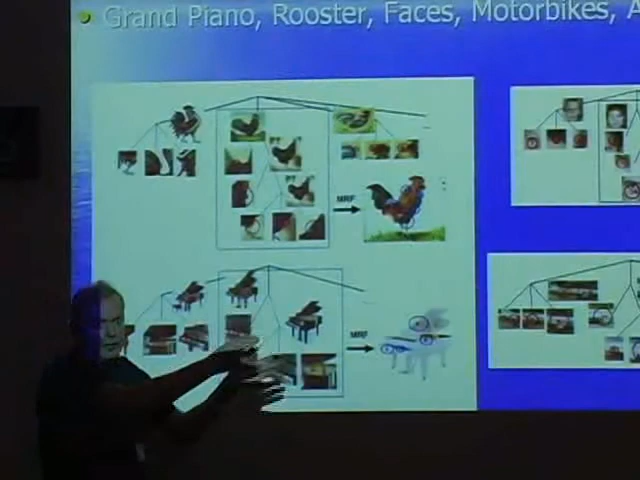 Grand Piano, Rooster, Faces, Motorbikes, A
MRF
MRF